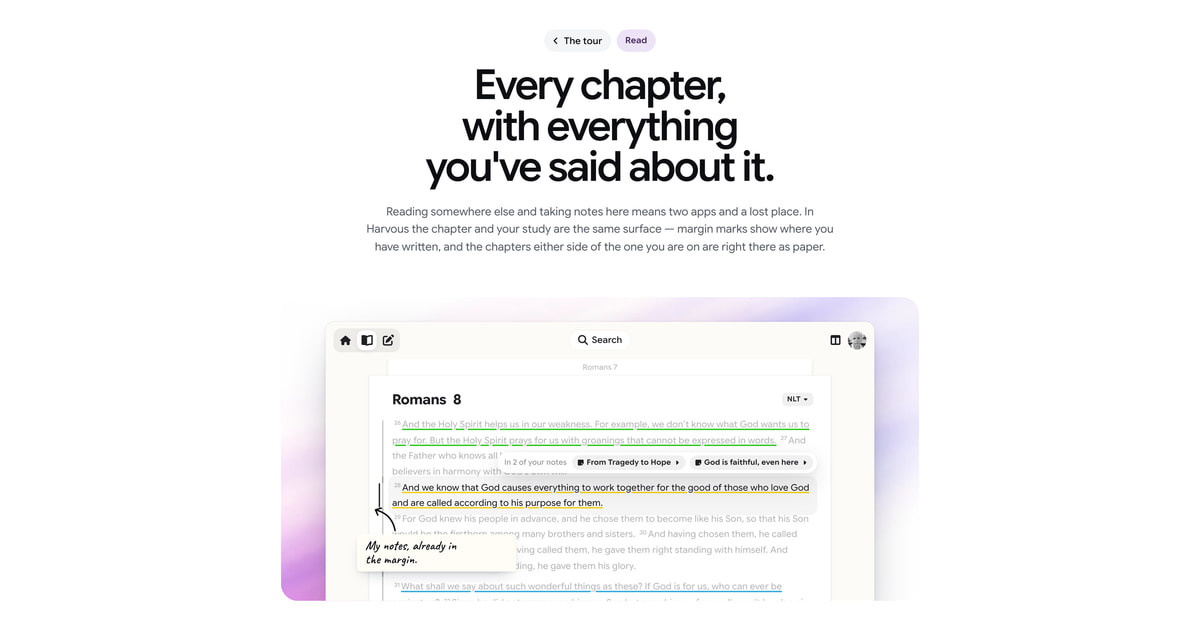 The tour
Read
Every chapter,
with everything
you've said about it.
Reading somewhere else and taking notes here means two apps and a lost place. In
Harvous the chapter and your study are the same surface — margin marks show where you
have written, and the chapters either side of the one you are on are right there as paper.
Search
Romans 7
Romans 8
NLT
26 And the Holy Spirit helps us in our weakness. For example, we don't know what God wants us to
pray for. But the Holy Spirit prays for us with groanings that cannot be expressed in words. 27 And
the Father who knows all
In 2 of your notes
From Tragedy to Hope
God is faithful, even here
believers in harmony with
28 And we know that God causes everything to work together for the good of those who love God
and are called according to his purpose for them.
29 For God knew his people in advance, and he chose them to become like his Son, so that his Son
would be the firstborn among many brothers and sisters. 30 And having chosen them, he called
My notes, already in
the margin.
ving called them, he gave them right standing with himself. And
ding, he gave them his glory.
31 What shall we say about such wonderful things as these? If God is for us, who can ever be